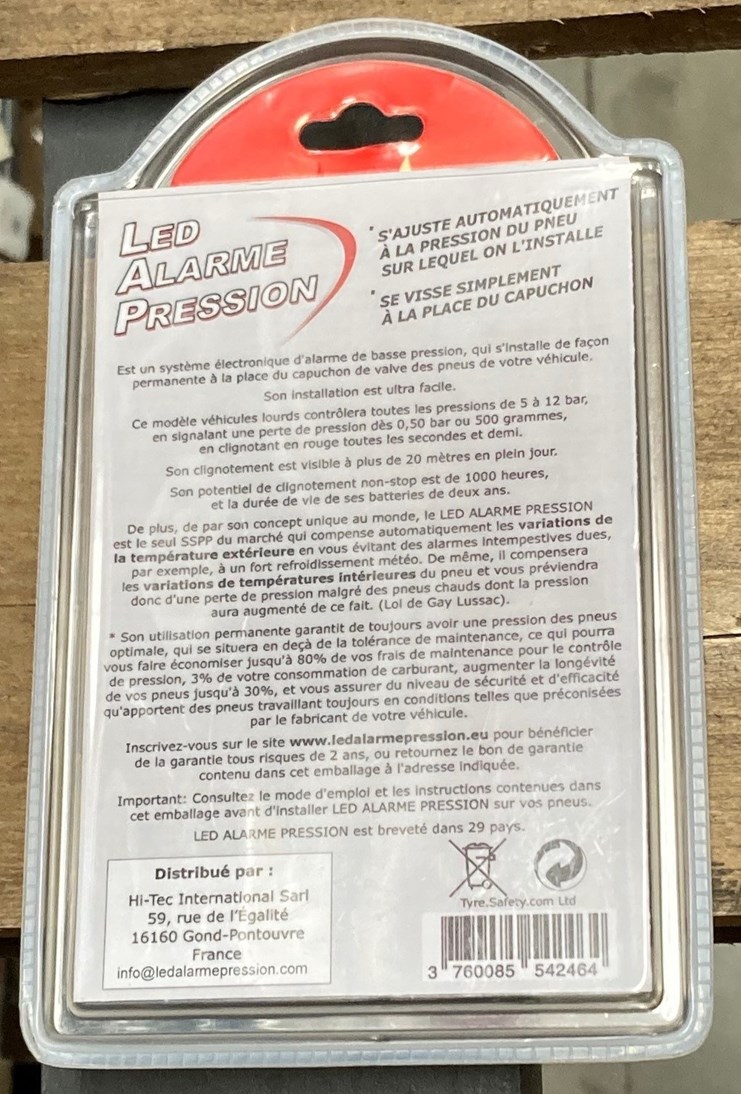 LED
ALARME
PRESSION
* S'AJUSTE AUTOMATIQUEMENT
À LA PRESSION DU PNEU
SUR LEQUEL ON L'INSTALLE
* SE VISSE SIMPLEMENT
À LA PLACE DU CAPUCHON
Est un système électronique d'alarme de basse pression, qui s'installe de façon
permanente à la place du capuchon de valve des pneus de votre véhicule.
Son installation est ultra facile.
Ce modèle véhicules lourds contrôlera toutes les pressions de 5 à 12 bar,
en signalant une perte de pression dès 0,50 bar ou 500 grammes,
en clignotant en rouge toutes les secondes et demi.
Son clignotement est visible à plus de 20 mètres en plein jour.
Son potentiel de clignotement non-stop est de 1000 heures,
et la durée de vie de ses batteries de deux ans.
De plus, de par son concept unique au monde, le LED ALARME PRESSION
est le seul SSPP du marché qui compense automatiquement les variations de
la température extérieure en vous évitant des alarmes intempestives dues,
par exemple, à un fort refroidissement météo. De même, il compensera
les variations de températures intérieures du pneu et vous préviendra
donc d'une perte de pression malgré des pneus chauds dont la pression
aura augmenté de ce fait. (Loi de Gay Lussac).
* Son utilisation permanente garantit de toujours avoir une pression des pneus
optimale, qui se situera en deçà de la tolérance de maintenance, ce qui pourra
vous faire économiser jusqu'à 80% de vos frais de maintenance pour le contrôle
de pression, 3% de votre consommation de carburant, augmenter la longévité
de vos pneus jusqu'à 30%, et vous assurer du niveau de sécurité et d'efficacité
qu'apportent des pneus travaillant toujours en conditions telles que préconisées
par le fabricant de votre véhicule.
Inscrivez-vous sur le site www.ledalarmepression.eu pour bénéficier
de la garantie tous risques de 2 ans, ou retournez le bon de garantie
contenu dans cet emballage à l'adresse indiquée.
Important: Consultez le mode d'emploi et les instructions contenues dans
cet emballage avant d'installer LED ALARME PRESSION sur vos pneus.
LED ALARME PRESSION est breveté dans 29 pays.
Distribué par :
Hi-Tec International Sarl
59, rue de l'Égalité
16160 Gond-Pontouvre
France
info@ledalarmepression.com
Tyre.Safety.com Ltd
3 760085 542464